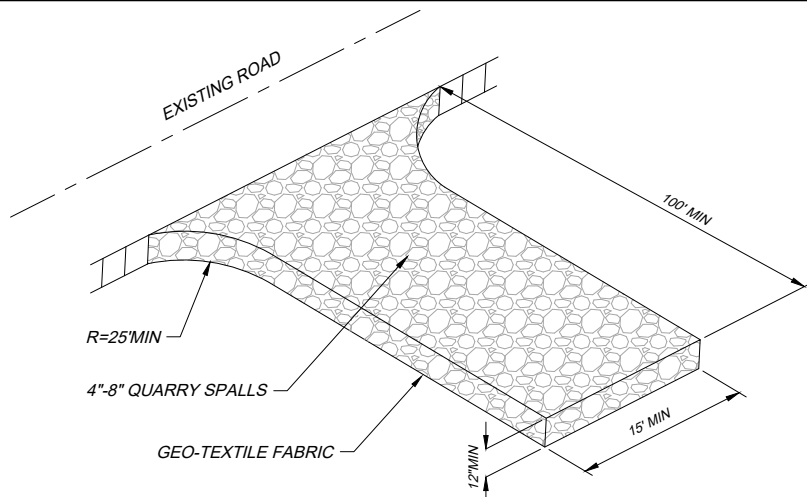 EXISTING ROAD
100' MIN
R=25'MIN
4"-8" QUARRY SPALLS
GEO-TEXTILE FABRIC
12"MIN
15' MIN